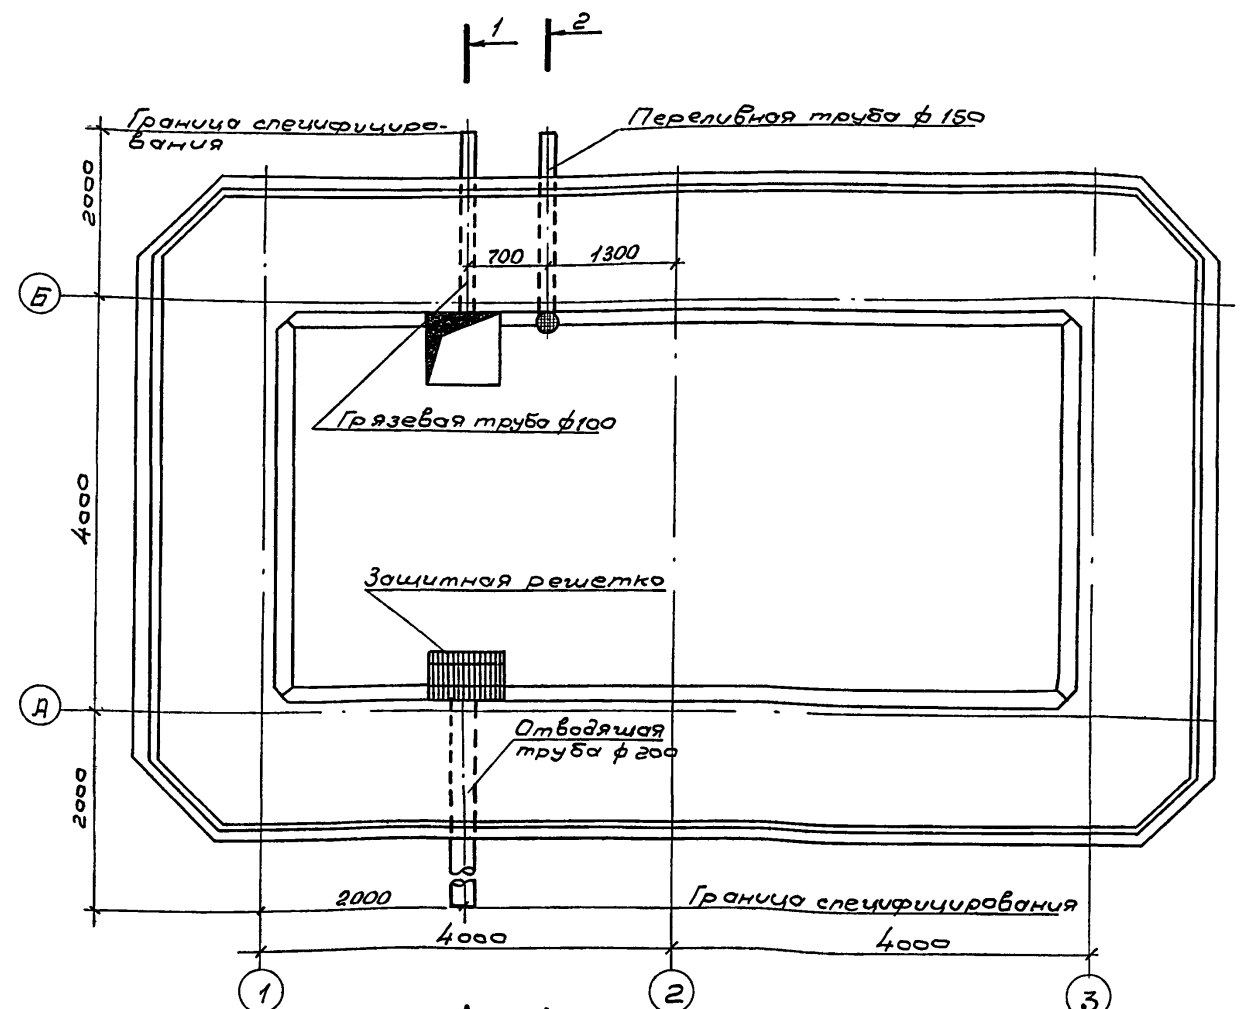 1
2
Граница специфициро-
вания
Переливная труба ф 150
2000
700
1300
Б
Грязевая труба ф100
4000
Защитная решетка
А
Отводящая
труба ф 200
2000
2000
Граница специфицирования
4000
4000
1
2
3